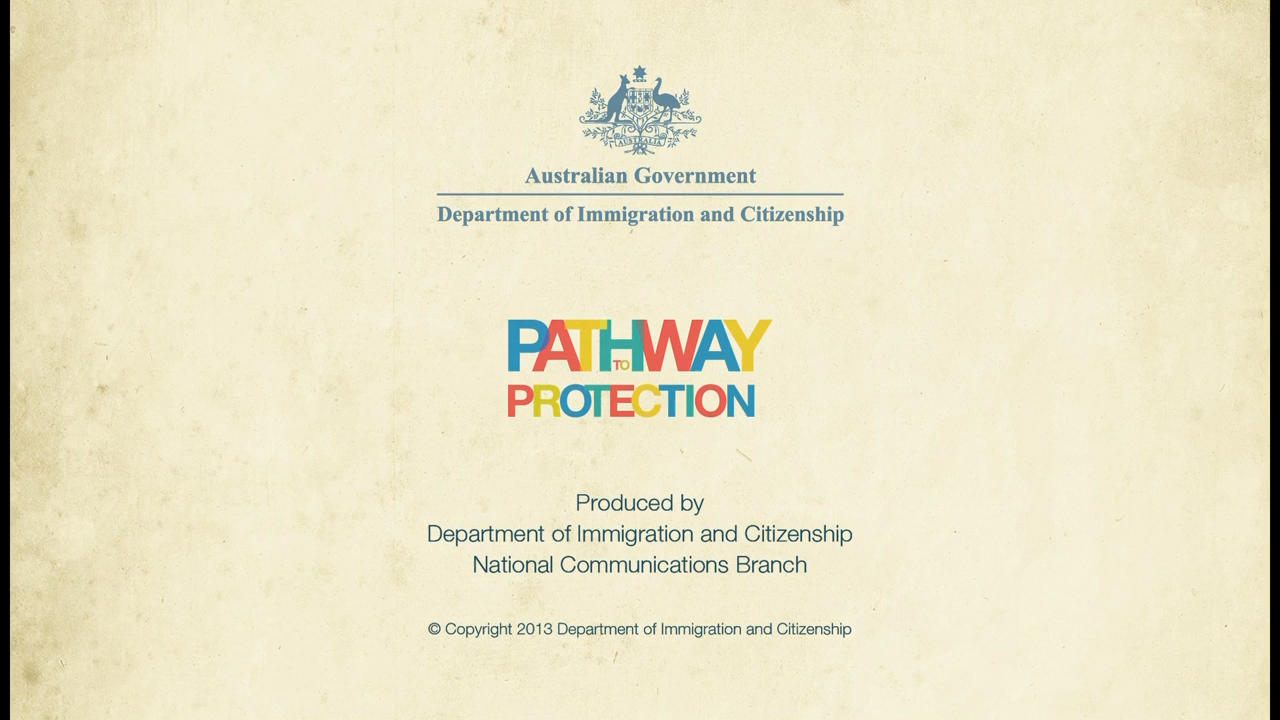 AUSTRALIA
Australian Government
Department of Immigration and Citizenship
PATHWAY
TO
PROTECTION
Produced by
Department of Immigration and Citizenship
National Communications Branch
© Copyright 2013 Department of Immigration and Citizenship